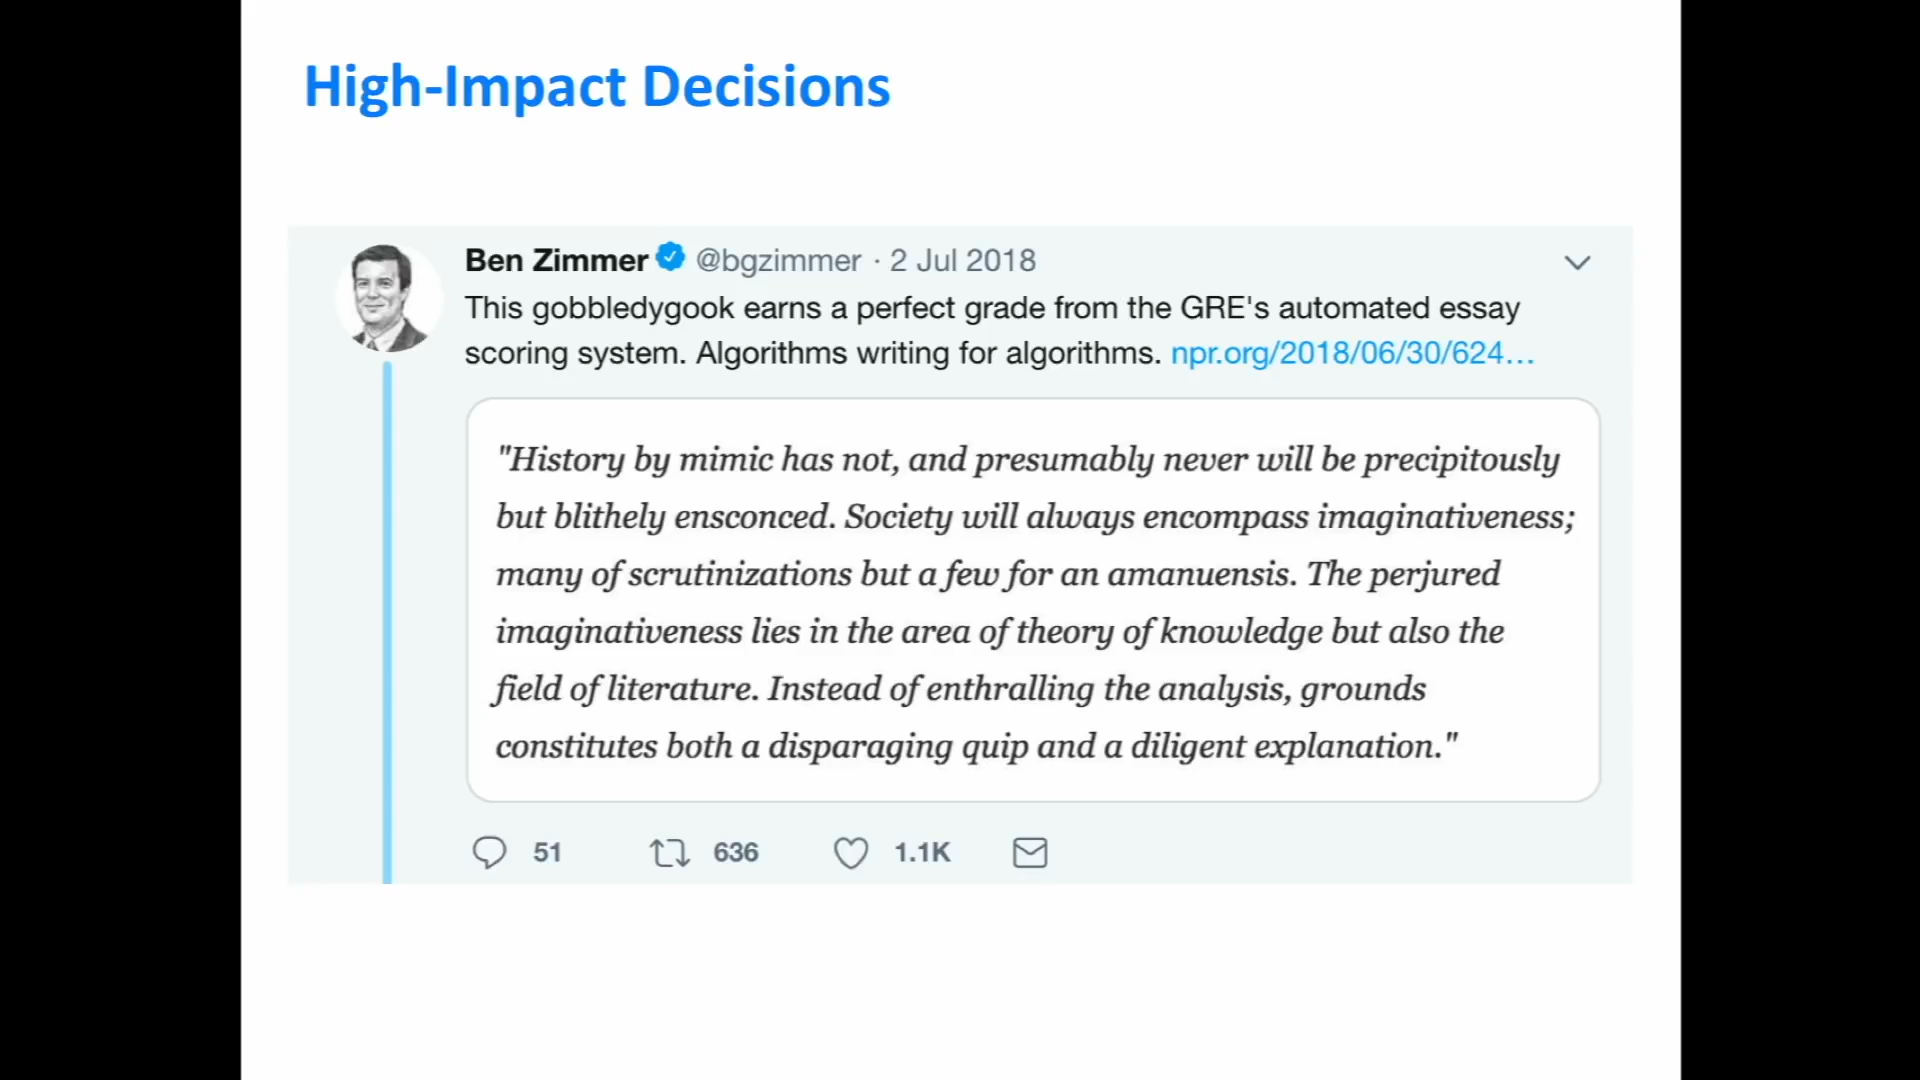 High-Impact Decisions
Ben Zimmer @bgzimmer · 2 Jul 2018
This gobbledygook earns a perfect grade from the GRE's automated essay
scoring system. Algorithms writing for algorithms. npr.org/2018/06/30/624…
"History by mimic has not, and presumably never will be precipitously
but blithely ensconced. Society will always encompass imaginativeness;
many of scrutinizations but a few for an amanuensis. The perjured
imaginativeness lies in the area of theory of knowledge but also the
field of literature. Instead of enthralling the analysis, grounds
constitutes both a disparaging quip and a diligent explanation."
51 636 1.1K